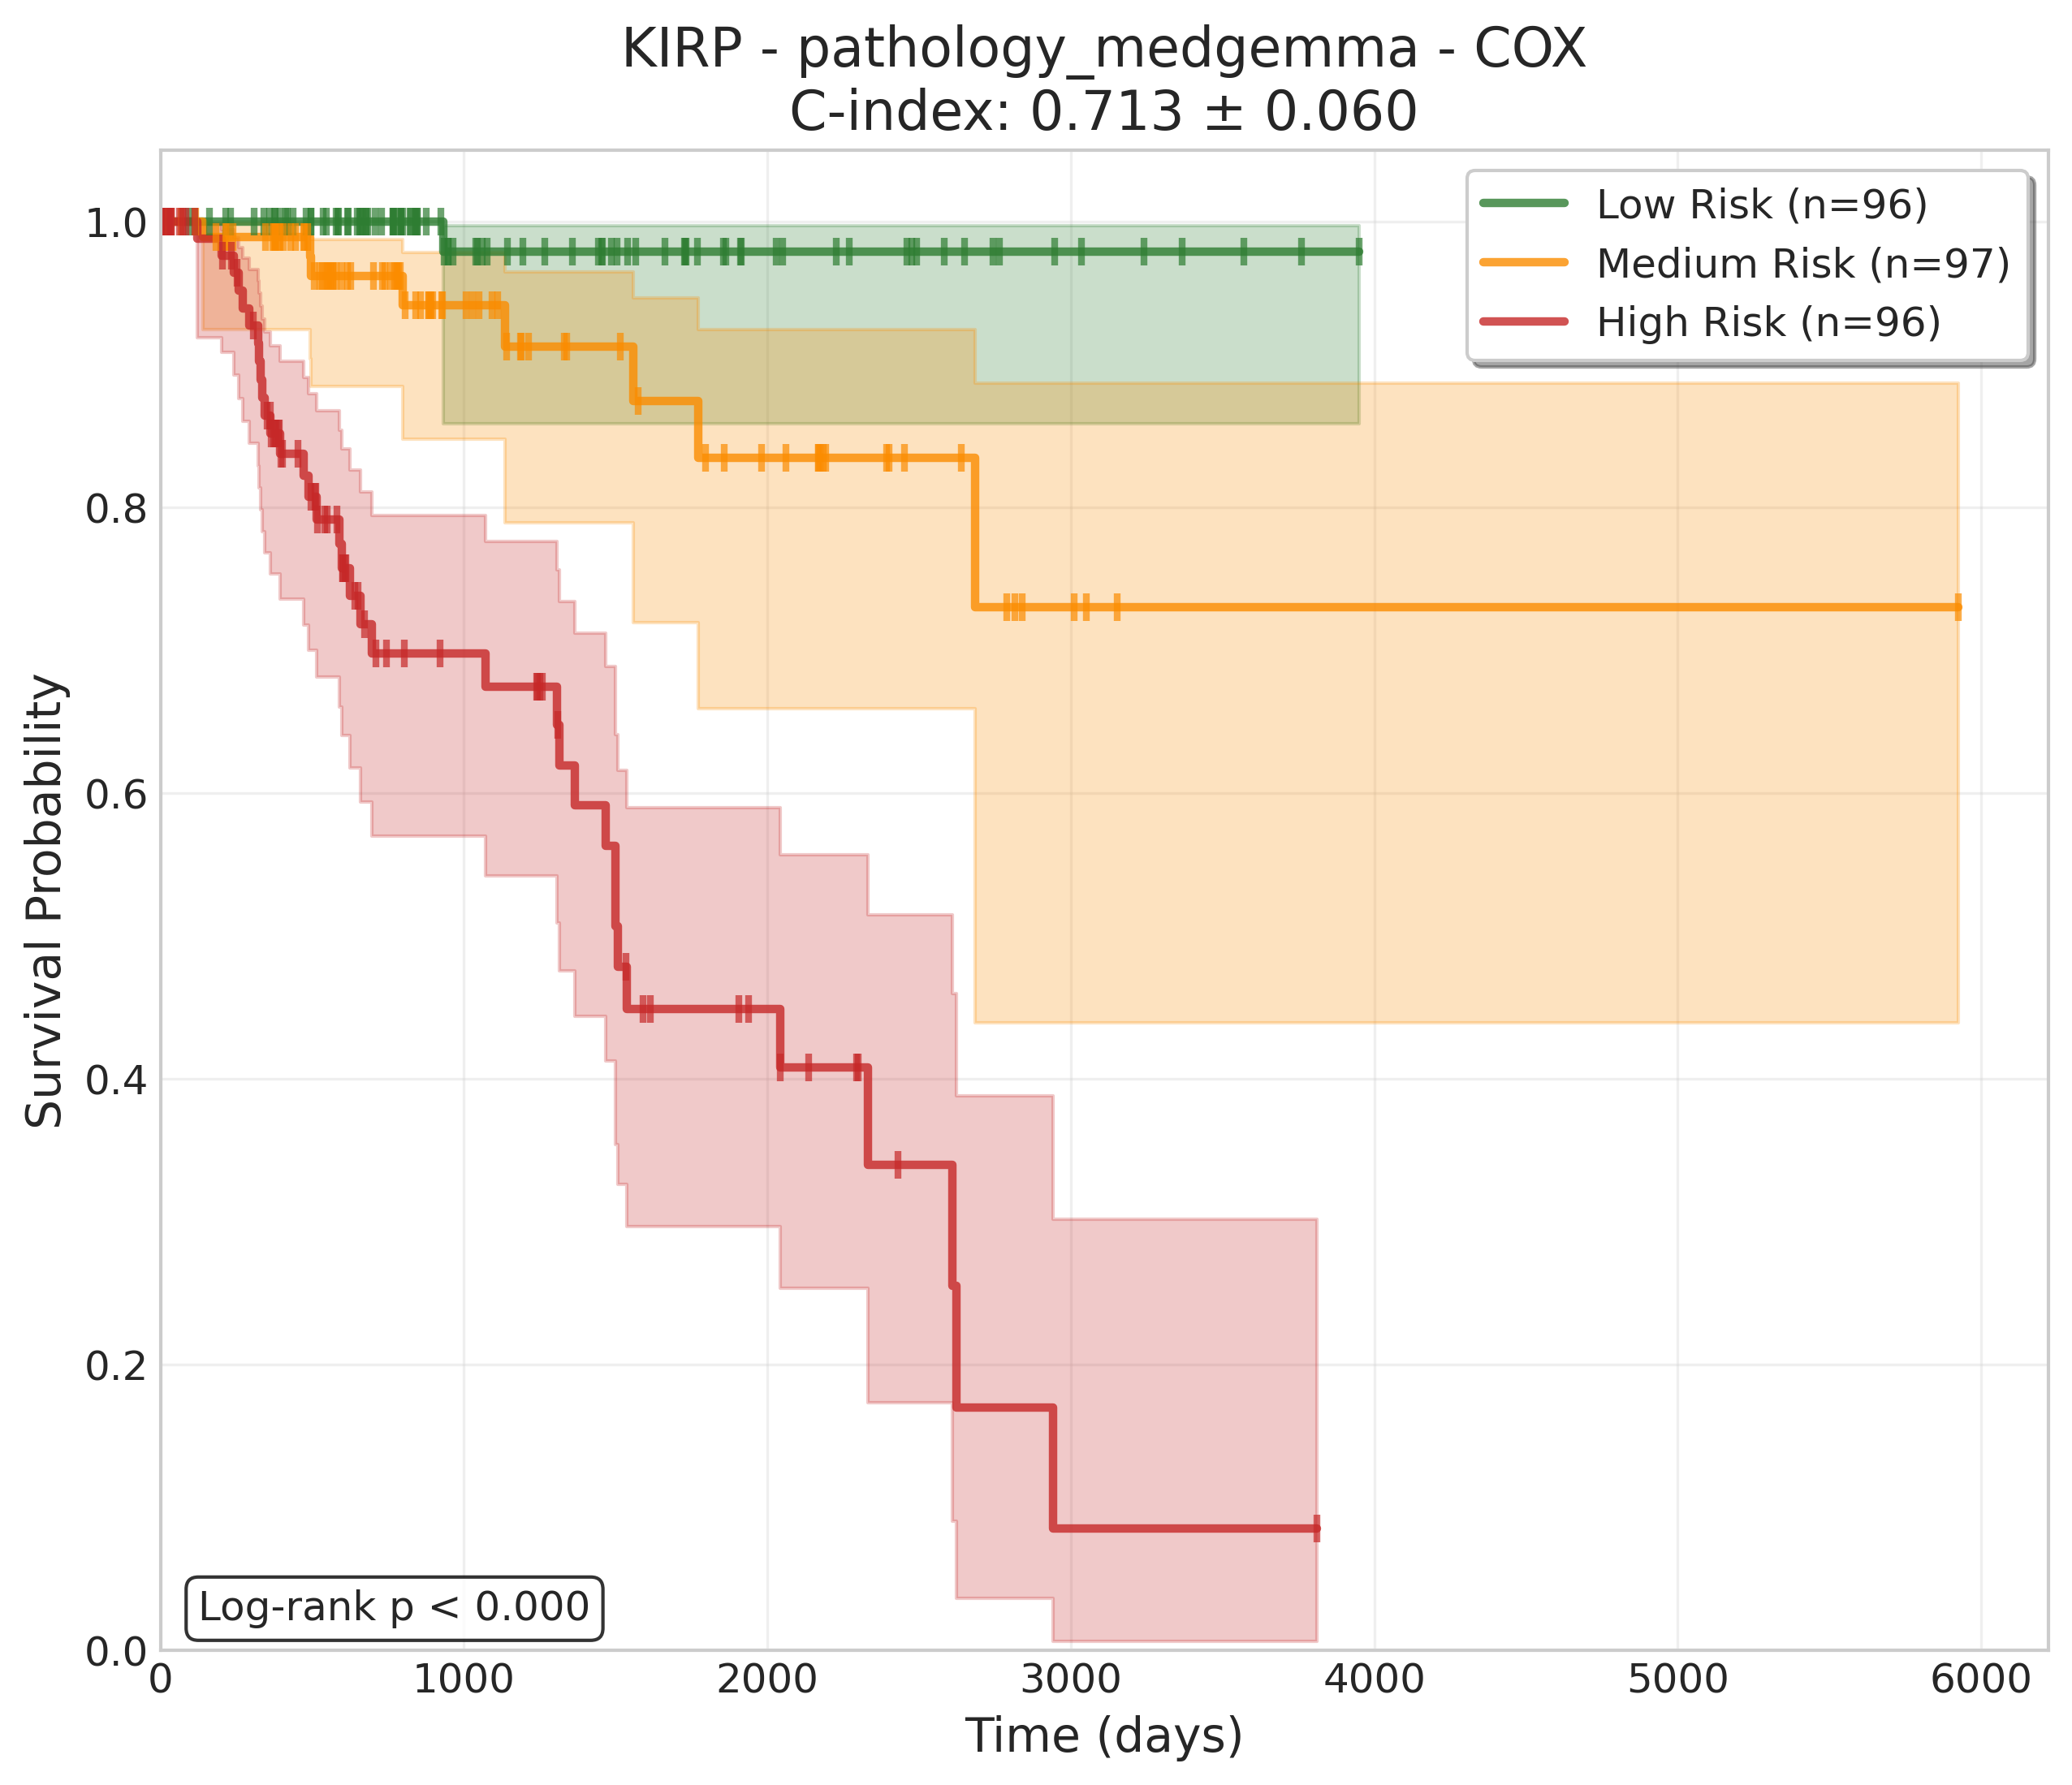 KIRP - pathology_medgemma - COX
C-index: 0.713 ± 0.060
Low Risk (n=96)
Medium Risk (n=97)
High Risk (n=96)
Survival Probability
1.0
0.8
0.6
0.4
0.2
0.0
Log-rank p < 0.000
0 1000 2000 3000 4000 5000 6000
Time (days)